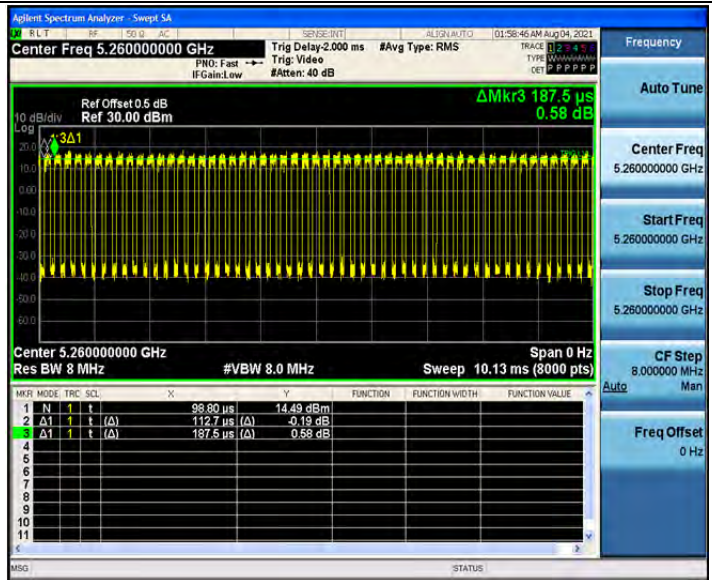 Agilent Spectrum Analyzer - Swept SA
RLT RF 50 Ω AC SENSE:INT ALIGNAUTO 01:58:46 AM Aug 04, 2021
Center Freq 5.260000000 GHz
PNO: Fast
IFGain:Low
Trig Delay-2.000 ms
Trig: Video
#Atten: 40 dB
#Avg Type: RMS
TRACE 1 2 3 4 5 6
TYPE WWWWWW
DET P P P P P P
Frequency
Ref Offset 0.5 dB
10 dB/div Ref 30.00 dBm
Log
ΔMkr3 187.5 µs
0.58 dB
3Δ1
20.0
10.0
0.00
-10.0
-20.0
-30.0
-40.0
-50.0
-60.0
Center 5.260000000 GHz Span 0 Hz
Res BW 8 MHz #VBW 8.0 MHz Sweep 10.13 ms (8000 pts)
MKR MODE TRC SCL X Y FUNCTION FUNCTION WIDTH FUNCTION VALUE
1 N 1 t 98.80 µs 14.49 dBm
2 Δ1 1 t (Δ) 112.7 µs (Δ) -0.19 dB
3 Δ1 1 t (Δ) 187.5 µs (Δ) 0.58 dB
4
5
6
7
8
9
10
11
MSG STATUS
Auto Tune
Center Freq
5.260000000 GHz
Start Freq
5.260000000 GHz
Stop Freq
5.260000000 GHz
CF Step
8.000000 MHz
Auto Man
Freq Offset
0 Hz